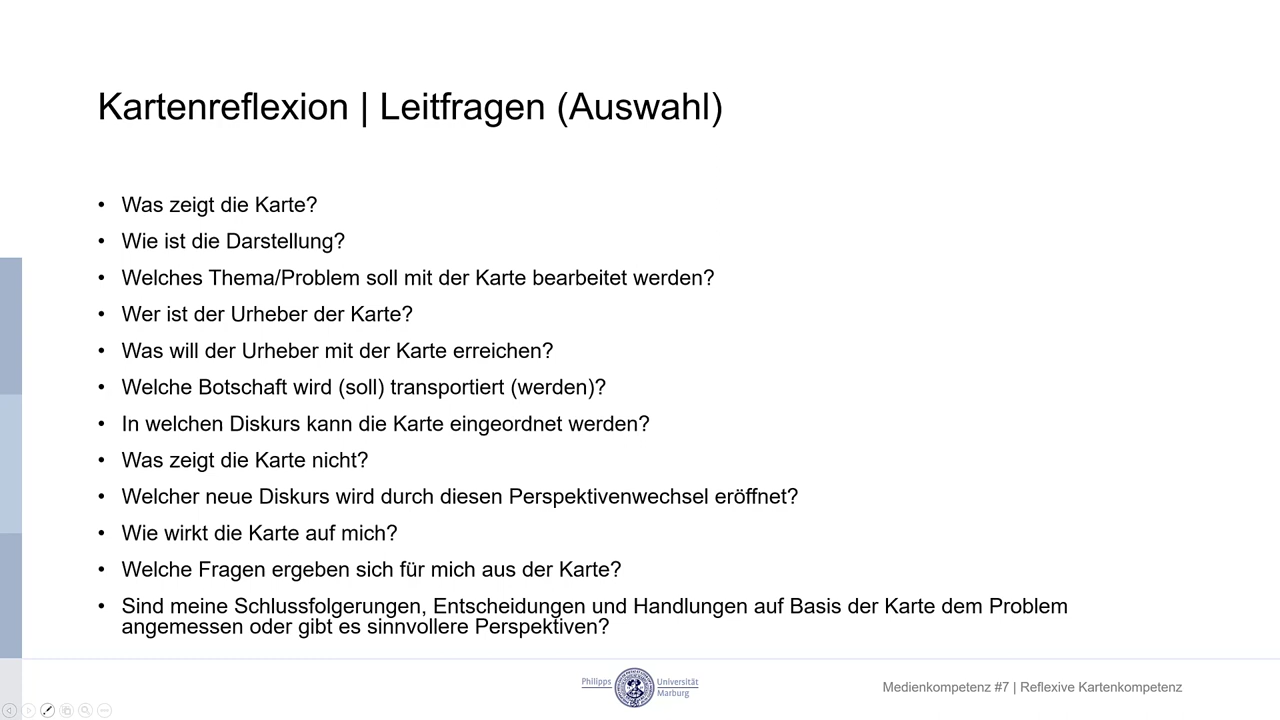 Kartenreflexion | Leitfragen (Auswahl)
• Was zeigt die Karte?
• Wie ist die Darstellung?
• Welches Thema/Problem soll mit der Karte bearbeitet werden?
• Wer ist der Urheber der Karte?
• Was will der Urheber mit der Karte erreichen?
• Welche Botschaft wird (soll) transportiert (werden)?
• In welchen Diskurs kann die Karte eingeordnet werden?
• Was zeigt die Karte nicht?
• Welcher neue Diskurs wird durch diesen Perspektivenwechsel eröffnet?
• Wie wirkt die Karte auf mich?
• Welche Fragen ergeben sich für mich aus der Karte?
• Sind meine Schlussfolgerungen, Entscheidungen und Handlungen auf Basis der Karte dem Problem
angemessen oder gibt es sinnvollere Perspektiven?
Philipps Universität
Marburg
Medienkompetenz #7 | Reflexive Kartenkompetenz